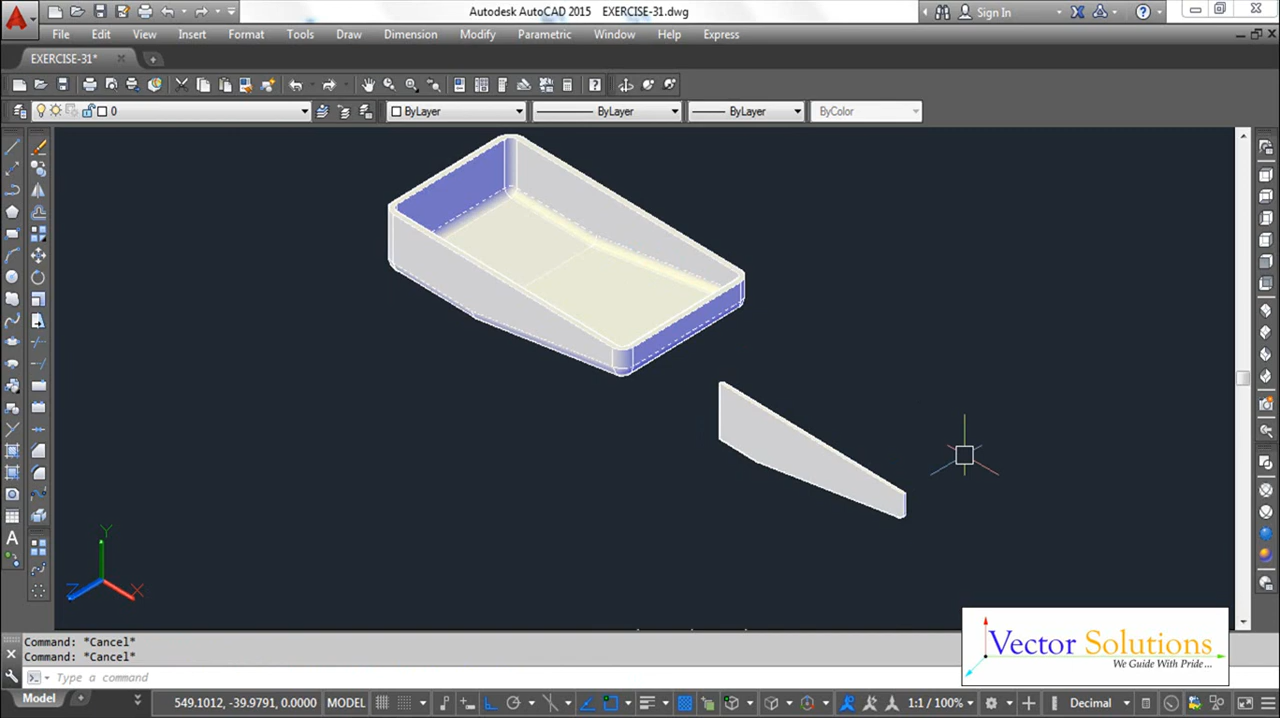 Autodesk AutoCAD 2015 EXERCISE-31.dwg
Sign In
File Edit View Insert Format Tools Draw Dimension Modify Parametric Window Help Express
EXERCISE-31*
0 ByLayer ByLayer ByLayer ByColor
Y
Z X
Command: *Cancel*
Command: *Cancel*
Type a command
Vector Solutions
We Guide With Pride...
Model 549.1012, -39.9791, 0.0000 MODEL 1:1 / 100% Decimal